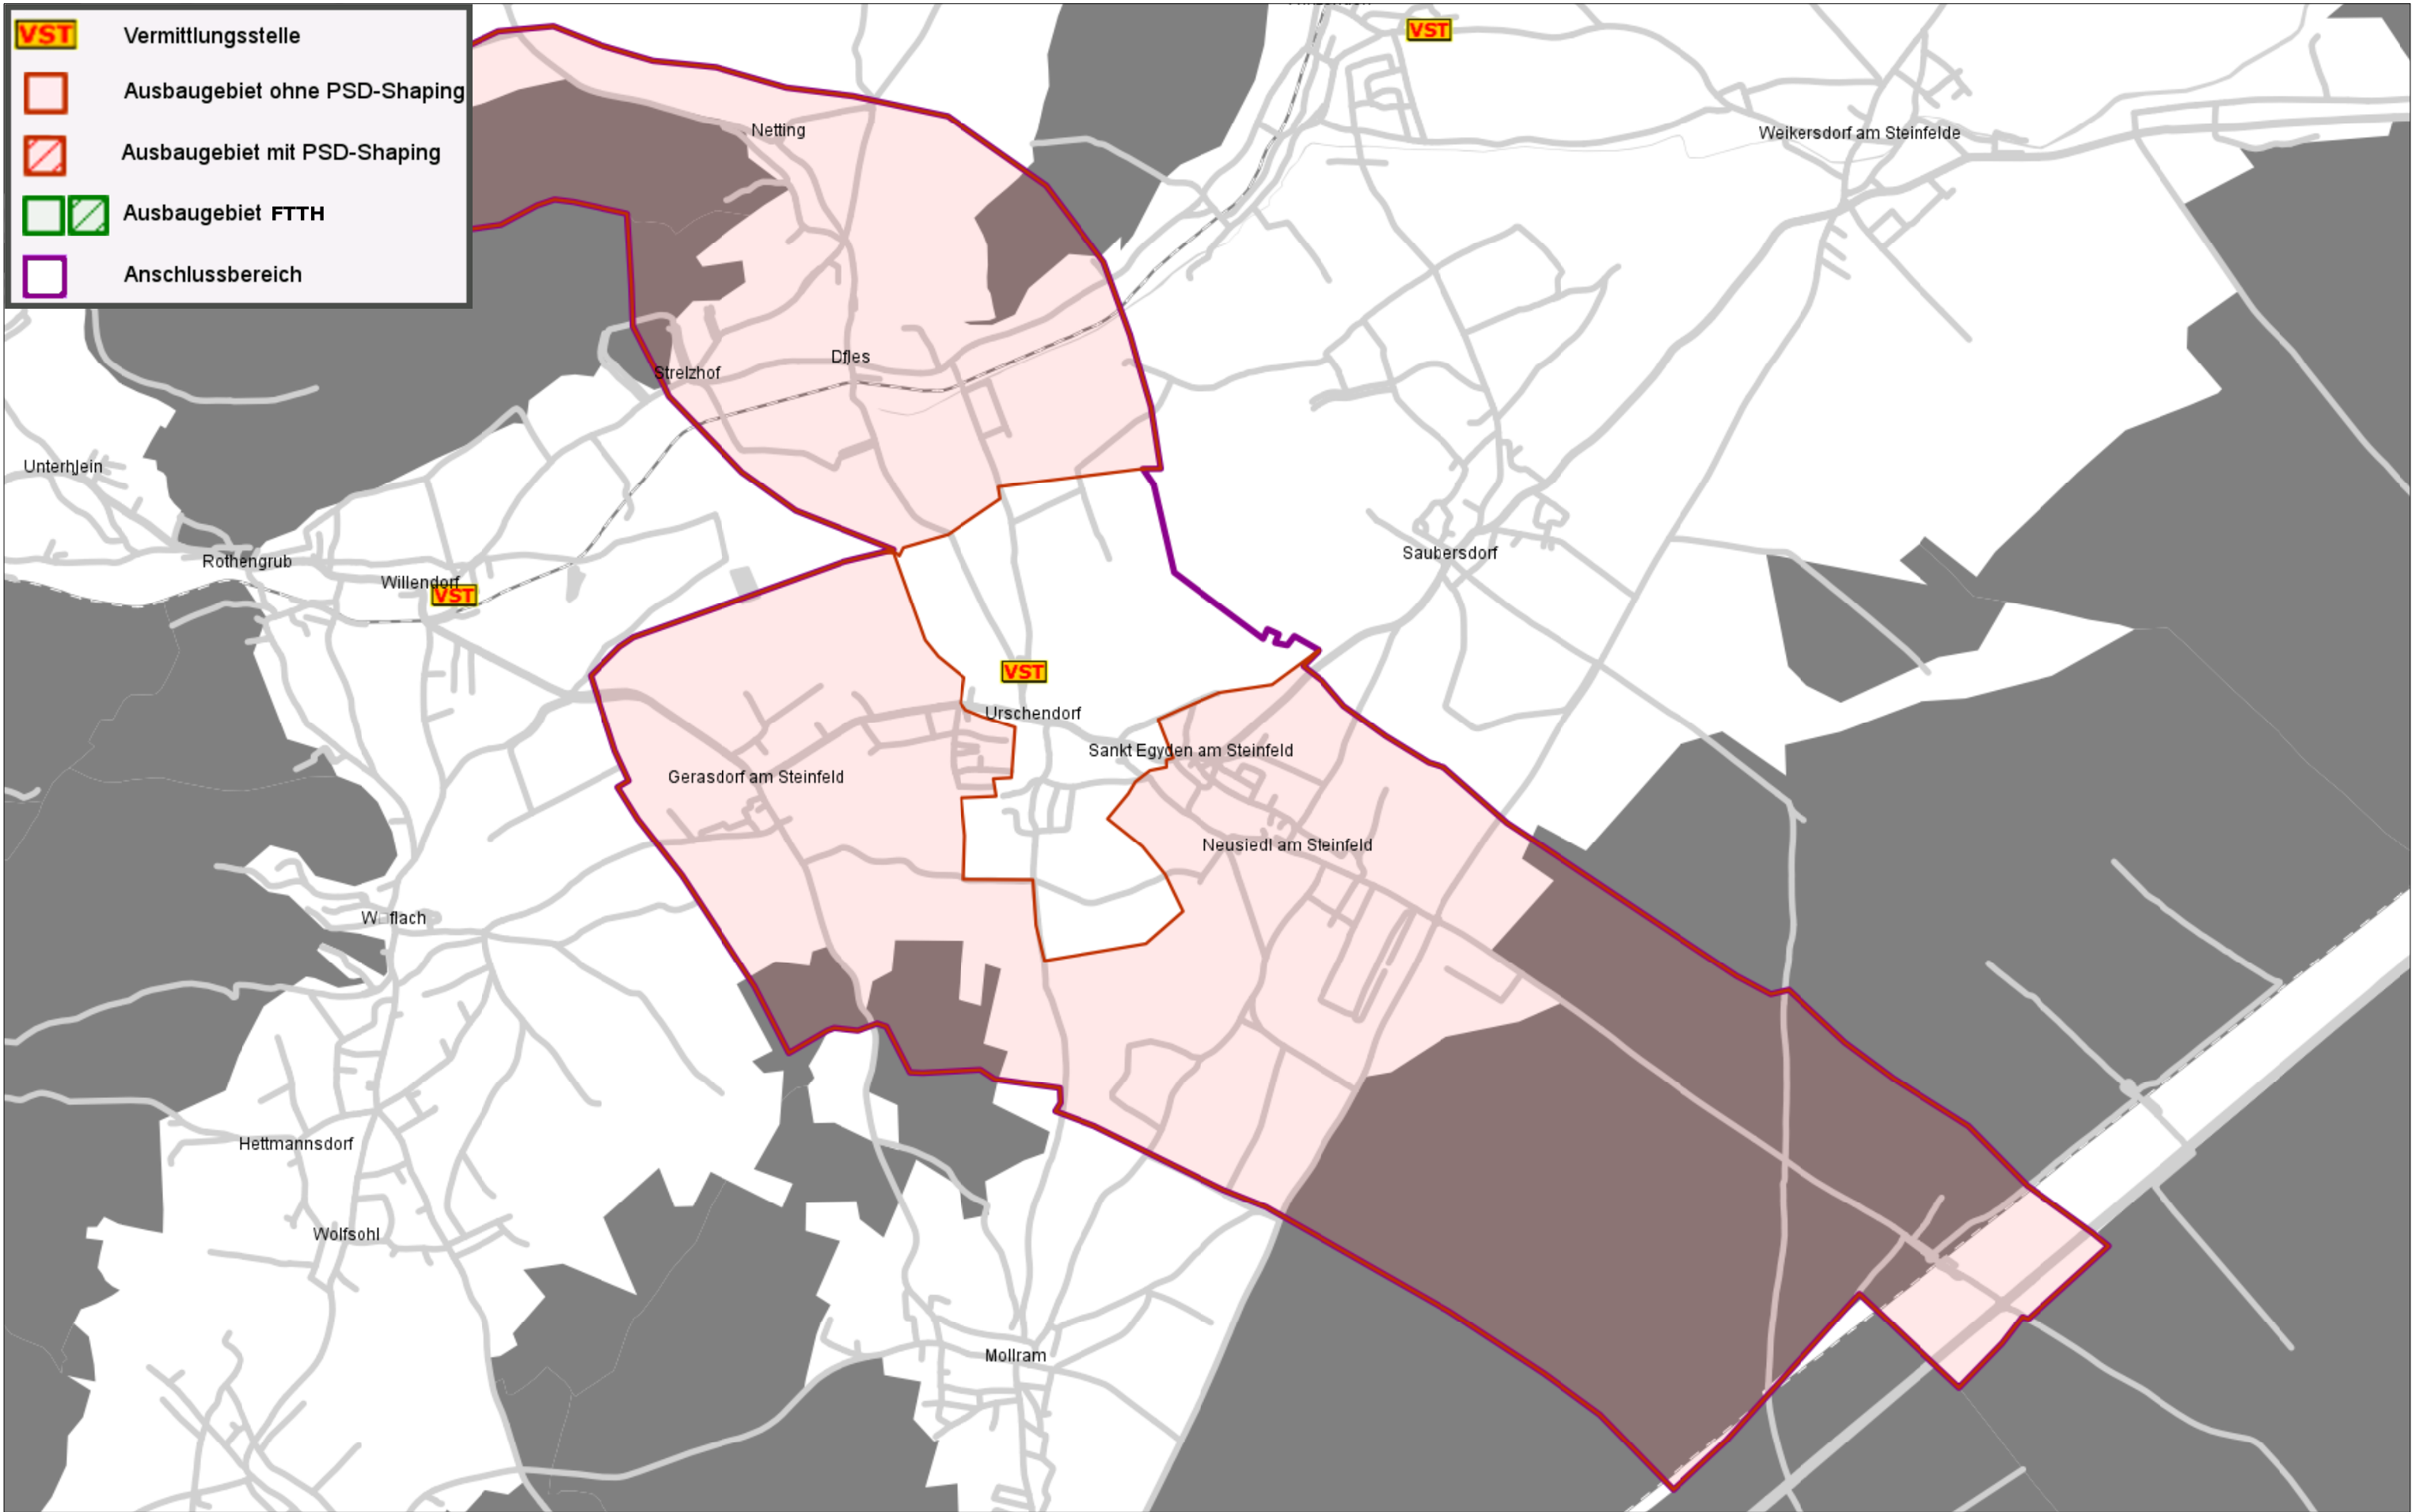 VST Vermittlungsstelle
Ausbaugebiet ohne PSD-Shaping
Ausbaugebiet mit PSD-Shaping
Ausbaugebiet FTTH
Anschlussbereich
VST
Netting
Weikersdorf am Steinfelde
Dfles
Strelzhof
Unterhlein
Saubersdorf
Rothengrub
Willendorf
VST
VST
Urschendorf
Sankt Egyden am Steinfeld
Gerasdorf am Steinfeld
Neusiedl am Steinfeld
W flach
Hettmannsdorf
Wolfsohl
Mollram